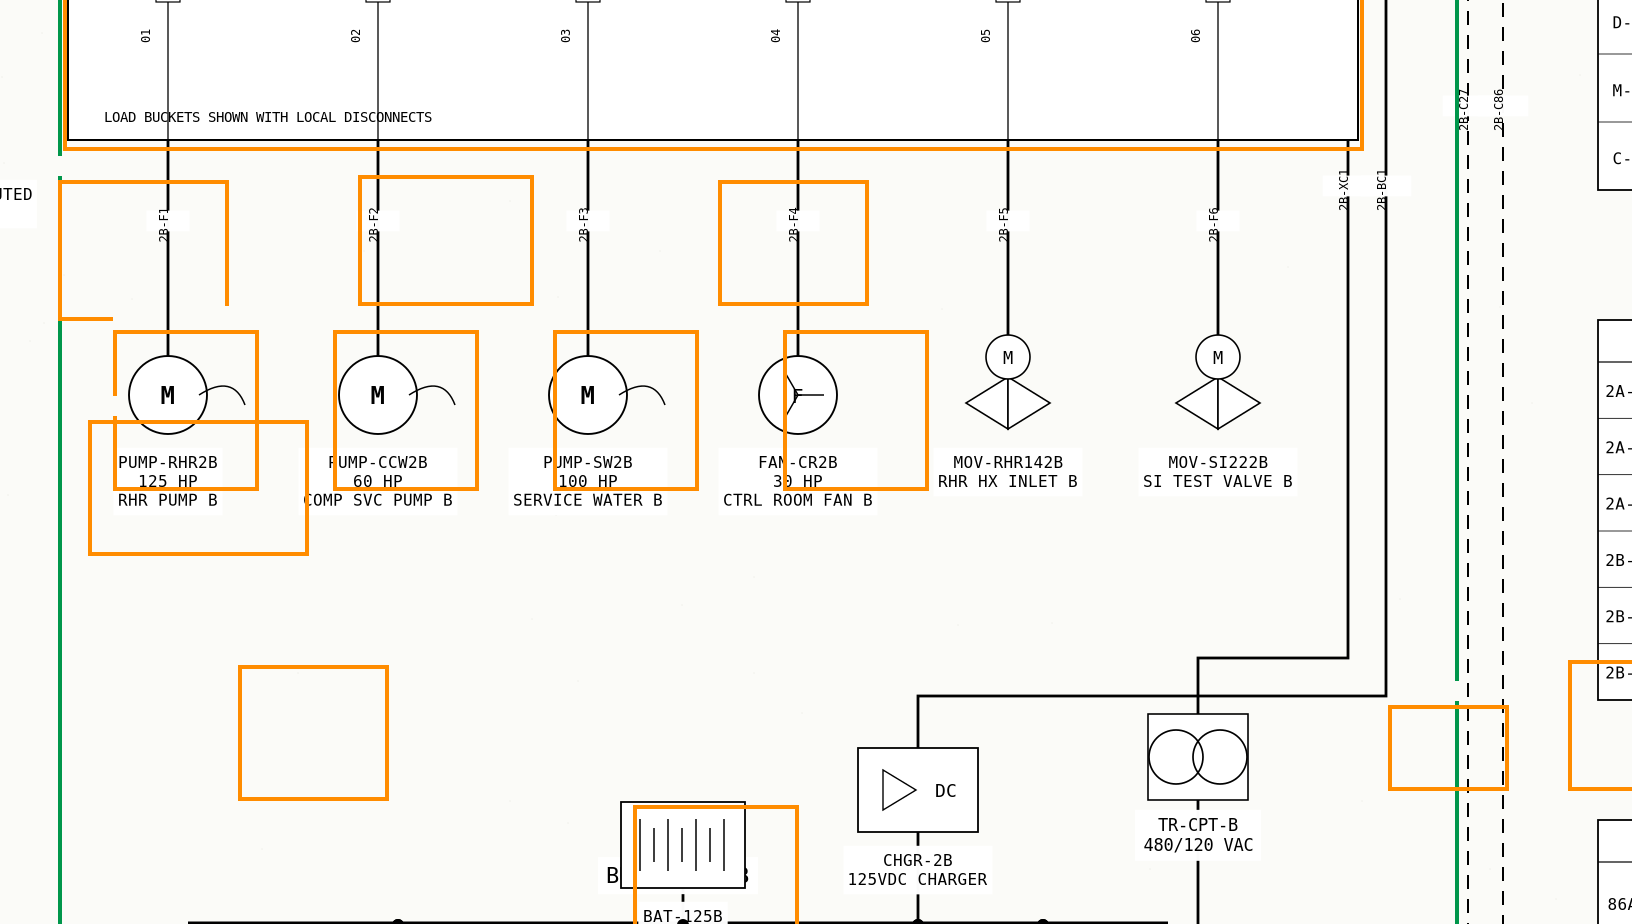 01
02
03
04
05
06
LOAD BUCKETS SHOWN WITH LOCAL DISCONNECTS
D-
2B-C27
2B-C86
M-
C-
UTED
2B-F1
2B-F2
2B-F3
2B-F4
2B-F5
2B-F6
2B-XC1
2B-BC1
M
M
M
F
M
M
PUMP-RHR2B
125 HP
RHR PUMP B
PUMP-CCW2B
60 HP
COMP SVC PUMP B
PUMP-SW2B
100 HP
SERVICE WATER B
FAN-CR2B
30 HP
CTRL ROOM FAN B
MOV-RHR142B
RHR HX INLET B
MOV-SI222B
SI TEST VALVE B
2A-
2A-
2A-
2B-
2B-
2B-
DC
CHGR-2B
125VDC CHARGER
TR-CPT-B
480/120 VAC
BAT-125B
86A